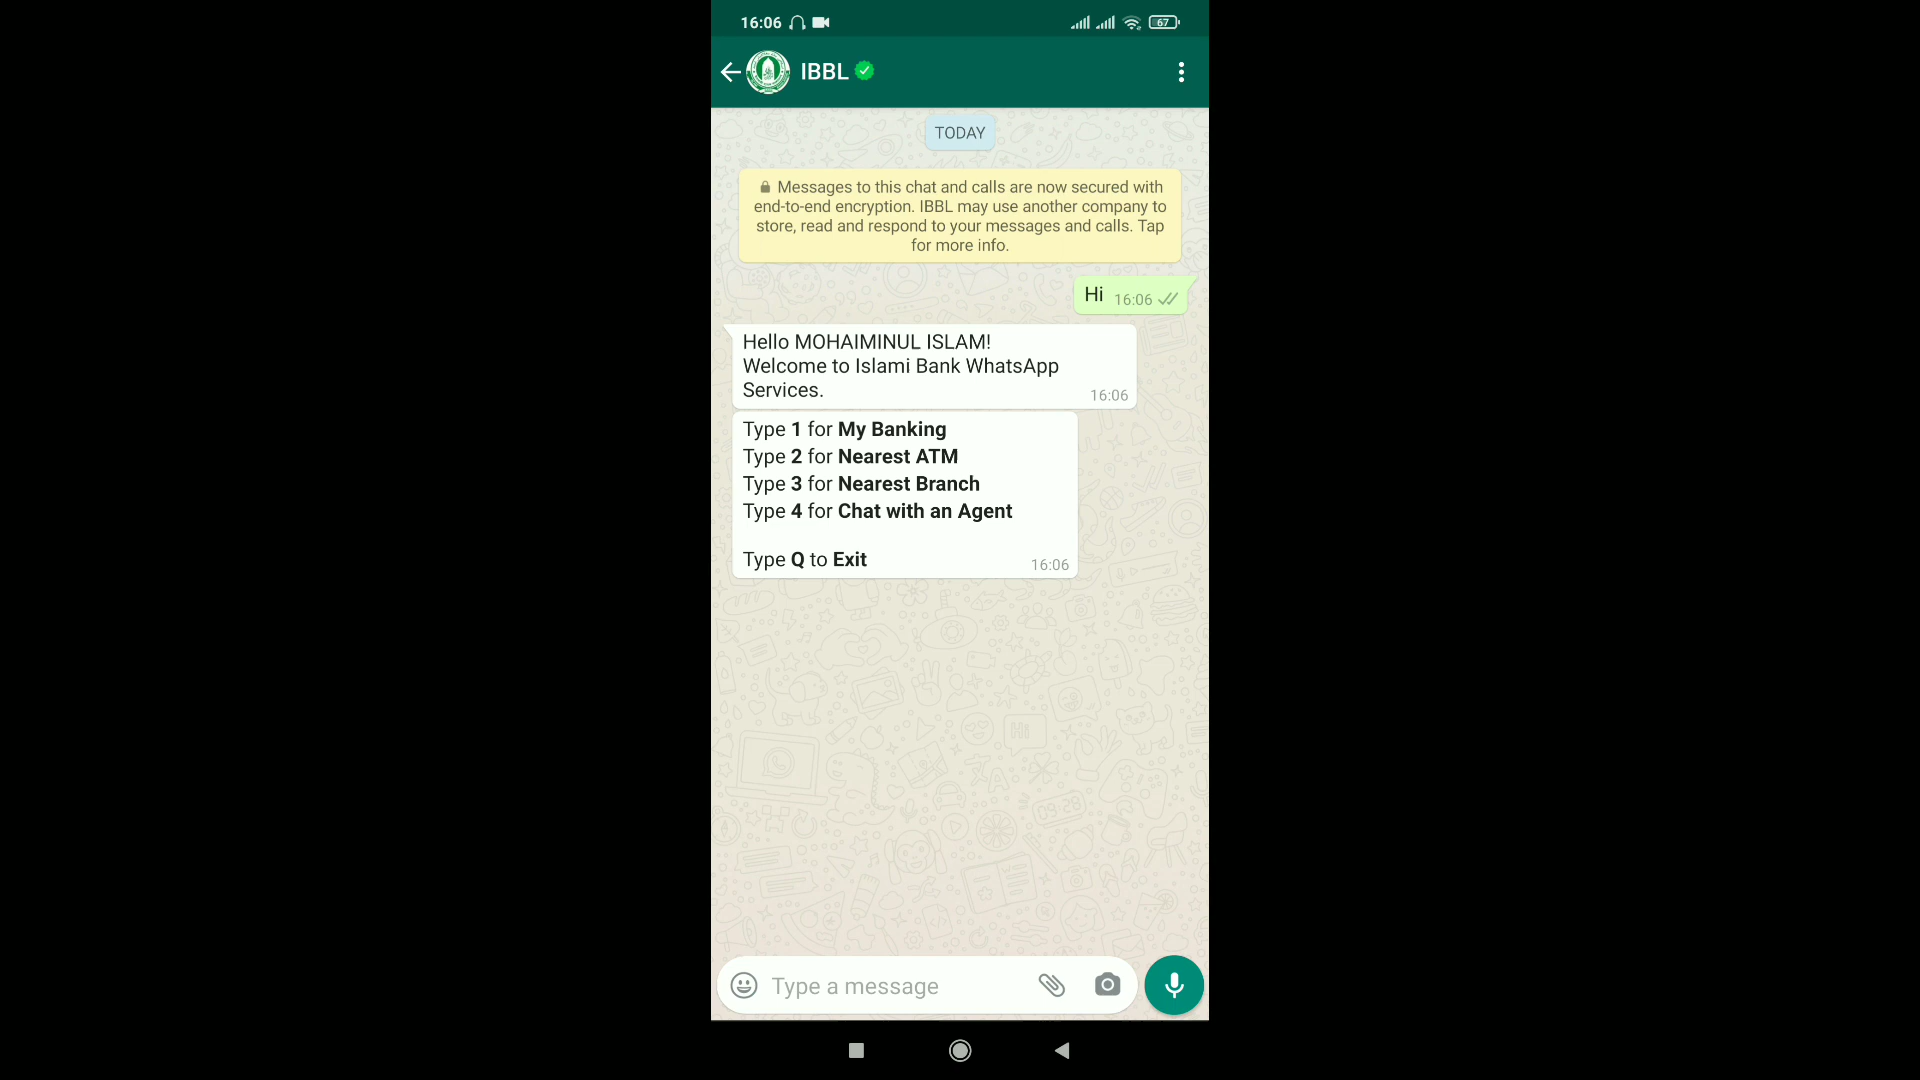 16:06
67
IBBL
TODAY
Messages to this chat and calls are now secured with
end-to-end encryption. IBBL may use another company to
store, read and respond to your messages and calls. Tap
for more info.
Hi 16:06
Hello MOHAIMINUL ISLAM!
Welcome to Islami Bank WhatsApp
Services.
16:06
Type 1 for My Banking
Type 2 for Nearest ATM
Type 3 for Nearest Branch
Type 4 for Chat with an Agent
Type Q to Exit
16:06
Type a message